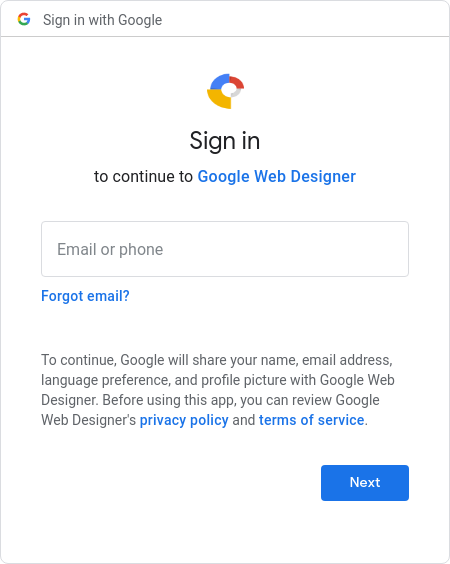 Sign in with Google
Sign in
to continue to Google Web Designer
Email or phone
Forgot email?
To continue, Google will share your name, email address,
language preference, and profile picture with Google Web
Designer. Before using this app, you can review Google
Web Designer's privacy policy and terms of service.
Next